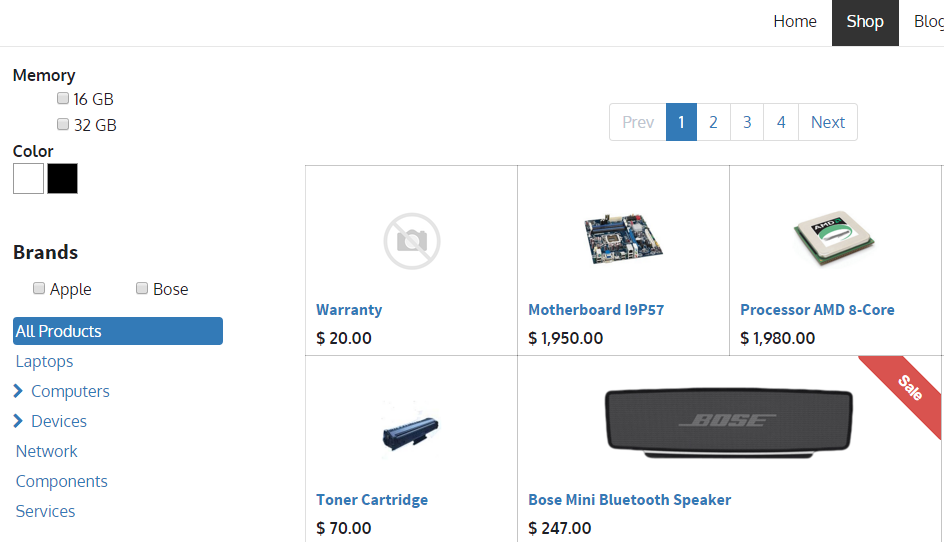 Home Shop Blog
Memory
16 GB
32 GB
Color
Brands
Apple Bose
All Products
Laptops
Computers
Devices
Network
Components
Services
Prev 1 2 3 4 Next
AMD
Warranty
$ 20.00
Motherboard I9P57
$ 1,950.00
Processor AMD 8-Core
$ 1,980.00
Toner Cartridge
$ 70.00
Sale
BOSE
Bose Mini Bluetooth Speaker
$ 247.00